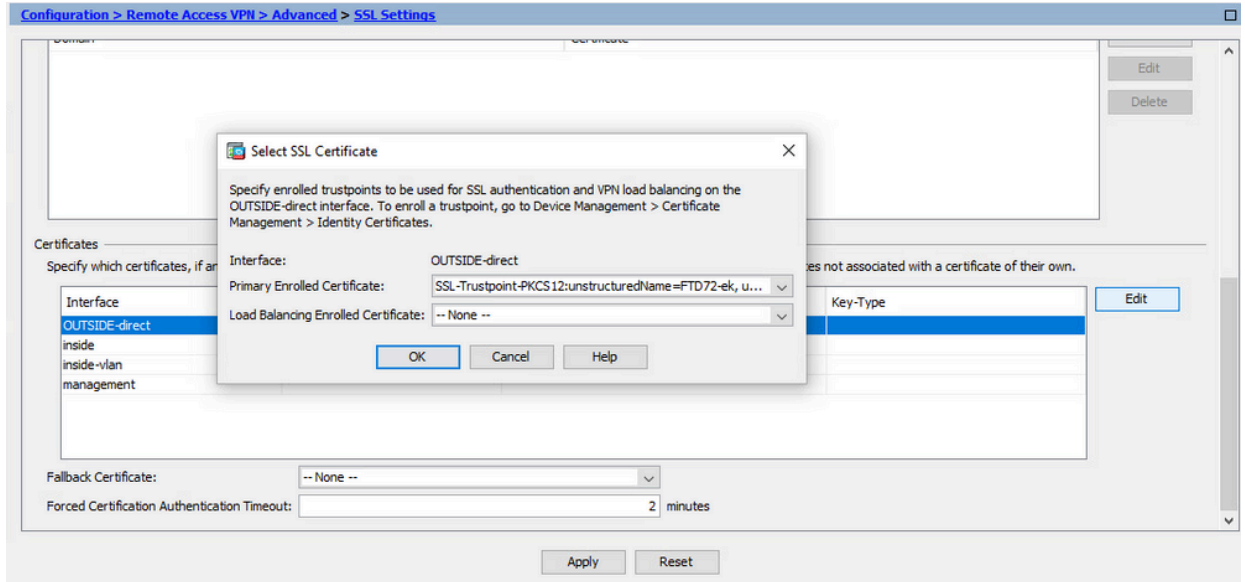 Configuration > Remote Access VPN > Advanced > SSL Settings
Edit
Delete
Select SSL Certificate
Specify enrolled trustpoints to be used for SSL authentication and VPN load balancing on the
OUTSIDE-direct interface. To enroll a trustpoint, go to Device Management > Certificate
Management > Identity Certificates.
Interface: OUTSIDE-direct
Primary Enrolled Certificate: SSL-Trustpoint-PKCS12:unstructuredName=FTD72-ek, u...
Load Balancing Enrolled Certificate: -- None --
OK Cancel Help
Certificates
Specify which certificates, if not associated with a certificate of their own.
Interface Key-Type Edit
OUTSIDE-direct
inside
inside-vlan
management
Fallback Certificate: -- None --
Forced Certification Authentication Timeout: 2 minutes
Apply Reset